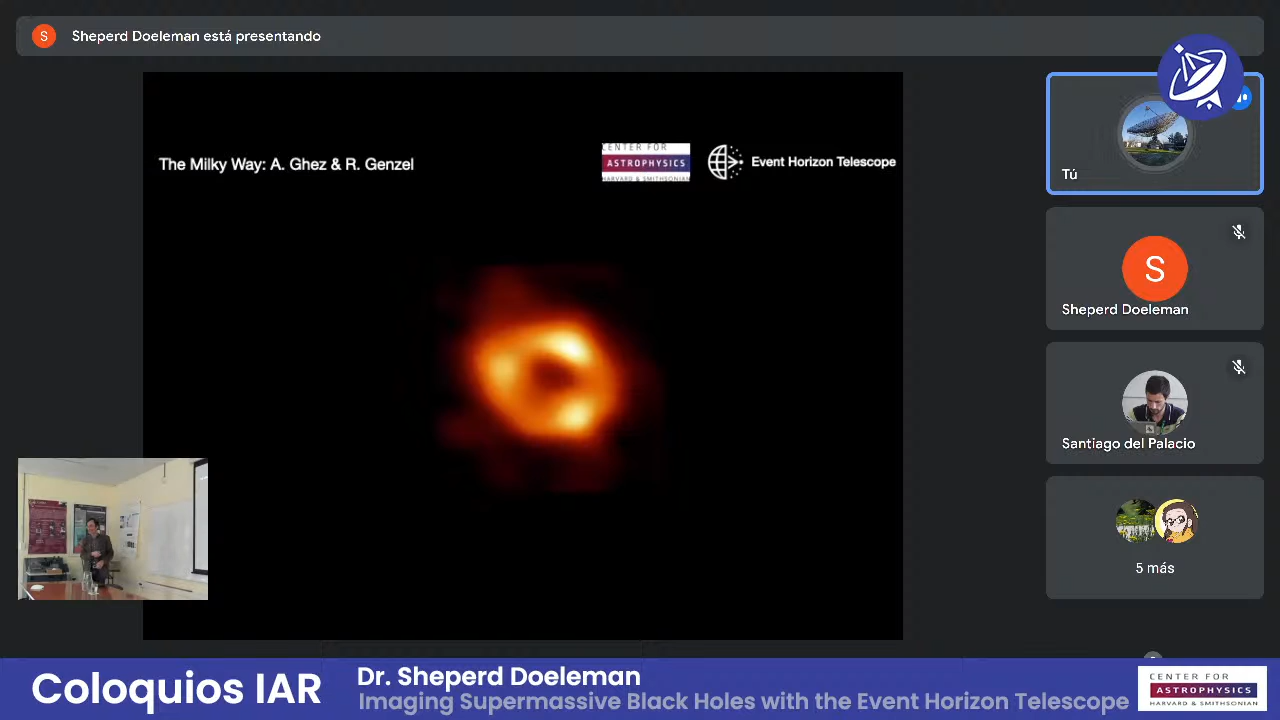 S
Sheperd Doeleman está presentando
The Milky Way: A. Ghez & R. Genzel
CENTER FOR
ASTROPHYSICS
HARVARD & SMITHSONIAN
Event Horizon Telescope
Tú
S
Sheperd Doeleman
Santiago del Palacio
5 más
Coloquios IAR
Dr. Sheperd Doeleman
Imaging Supermassive Black Holes with the Event Horizon Telescope
CENTER FOR
ASTROPHYSICS
HARVARD & SMITHSONIAN